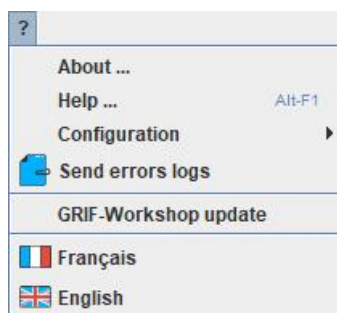 ?
About ...
Help ... Alt-F1
Configuration
Send errors logs
GRIF-Workshop update
Français
English